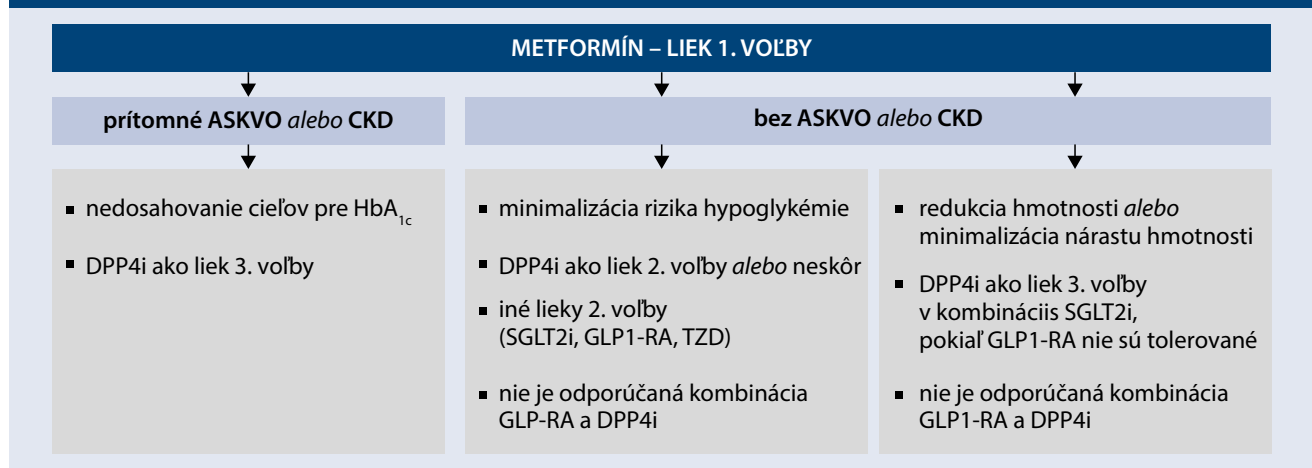 METFORMÍN – LIEK 1. VOĽBY
prítomné ASKVO alebo CKD
bez ASKVO alebo CKD
▪ nedosahovanie cieľov pre HbA1c
▪ DPP4i ako liek 3. voľby
▪ minimalizácia rizika hypoglykémie
▪ DPP4i ako liek 2. voľby alebo neskôr
▪ iné lieky 2. voľby
(SGLT2i, GLP1-RA, TZD)
▪ nie je odporúčaná kombinácia
GLP-RA a DPP4i
▪ redukcia hmotnosti alebo
minimalizácia nárastu hmotnosti
▪ DPP4i ako liek 3. voľby
v kombináciis SGLT2i,
pokiaľ GLP1-RA nie sú tolerované
▪ nie je odporúčaná kombinácia
GLP1-RA a DPP4i